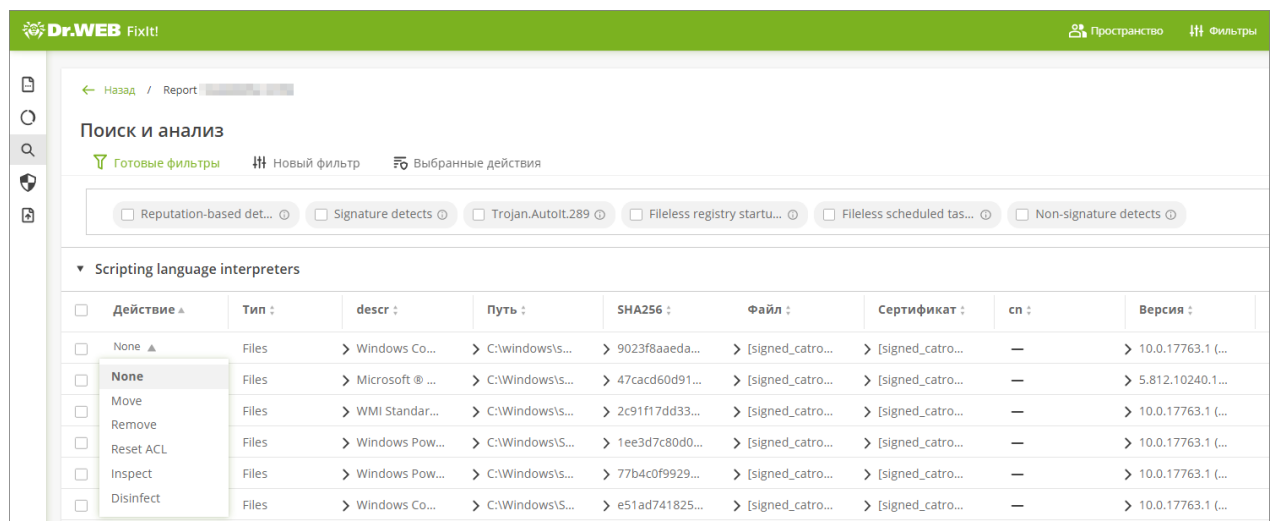 Dr.WEB FixIt! Пространство Фильтры
Назад / Report
Поиск и анализ
Готовые фильтры Новый фильтр Выбранные действия
Reputation-based det... Signature detects Trojan.AutoIt.289 Fileless registry startu... Fileless scheduled tas... Non-signature detects
Scripting language interpreters
Действие Тип descr Путь SHA256 Файл Сертификат cn Версия
None Files Windows Co... C:\windows\s... 9023f8aaeda... [signed_catro... [signed_catro... — 10.0.17763.1 (...
None Files Microsoft ® ... C:\Windows\s... 47cacd60d91... [signed_catro... [signed_catro... — 5.812.10240.1...
Move
Files WMI Standar... C:\Windows\s... 2c91f17dd33... [signed_catro... [signed_catro... — 10.0.17763.1 (...
Remove
Reset ACL Files Windows Pow... C:\Windows\S... 1ee3d7c80d0... [signed_catro... [signed_catro... — 10.0.17763.1 (...
Inspect Files Windows Pow... C:\Windows\s... 77b4c0f9929... [signed_catro... [signed_catro... — 10.0.17763.1 (...
Disinfect Files Windows Co... C:\Windows\S... e51ad741825... [signed_catro... [signed_catro... — 10.0.17763.1 (...